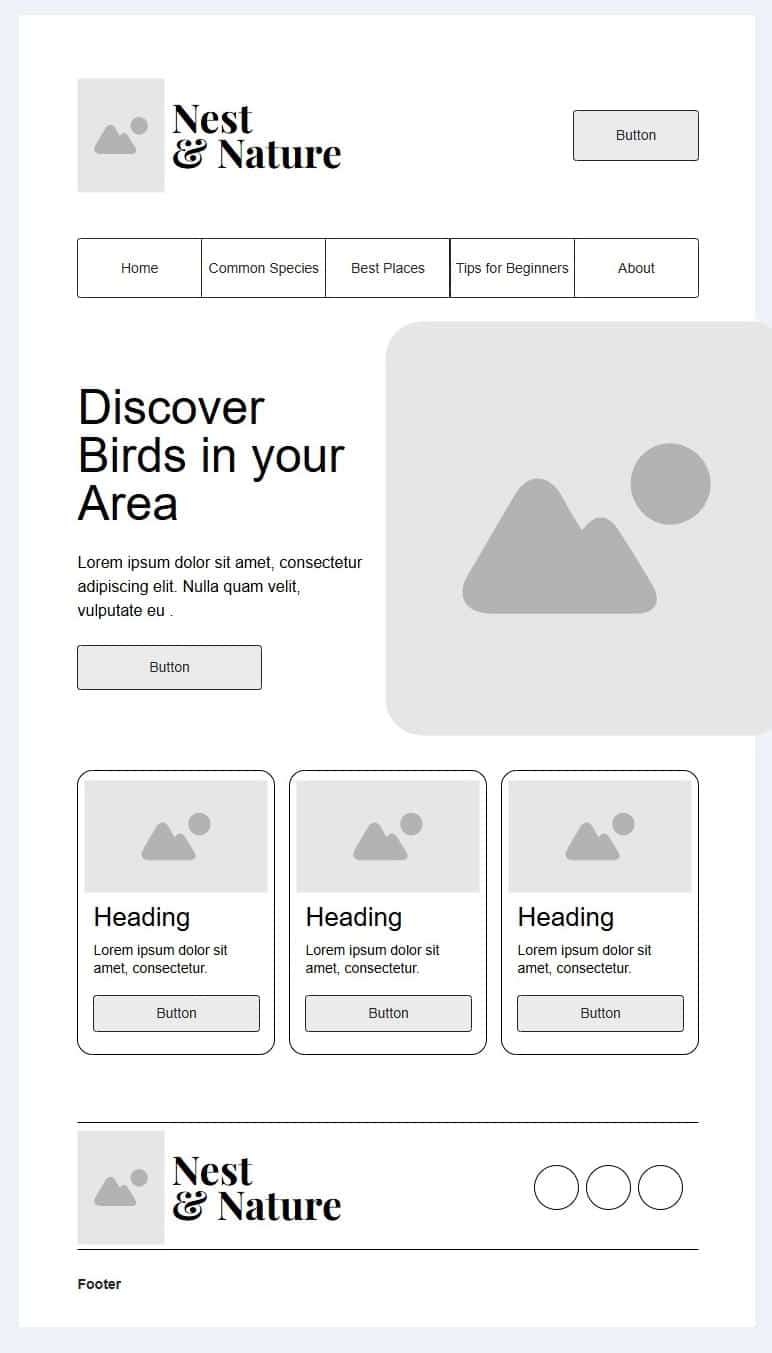 Nest
& Nature
Button
Home
Common Species
Best Places
Tips for Beginners
About
Discover
Birds in your
Area
Lorem ipsum dolor sit amet, consectetur
adipiscing elit. Nulla quam velit,
vulputate eu .
Button
Heading
Lorem ipsum dolor sit
amet, consectetur.
Button
Heading
Lorem ipsum dolor sit
amet, consectetur.
Button
Heading
Lorem ipsum dolor sit
amet, consectetur.
Button
Nest
& Nature
Footer